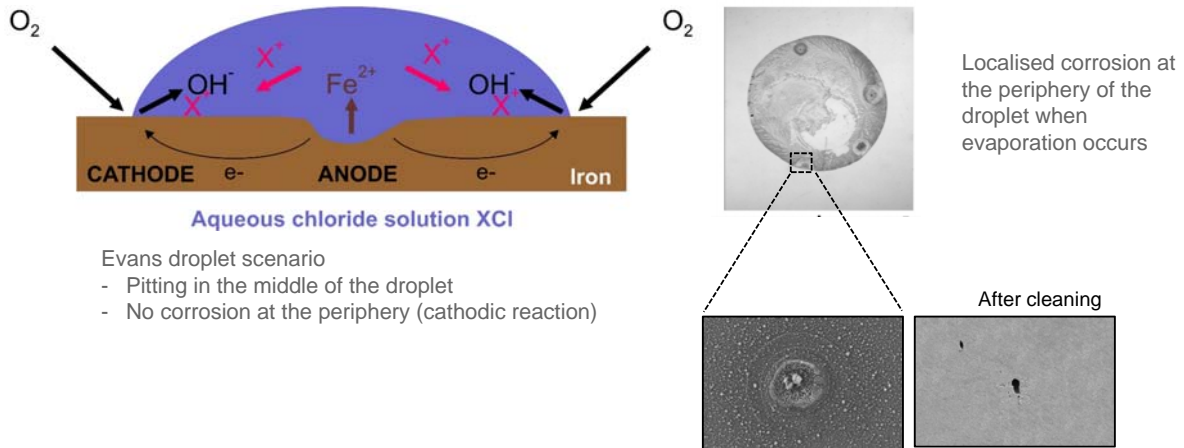 O2
O2
X+
X+
OH-
X+
Fe2+
OH-
X+
CATHODE
e-
ANODE
e-
Iron
Aqueous chloride solution XCl
Evans droplet scenario
- Pitting in the middle of the droplet
- No corrosion at the periphery (cathodic reaction)
Localised corrosion at
the periphery of the
droplet when
evaporation occurs
After cleaning